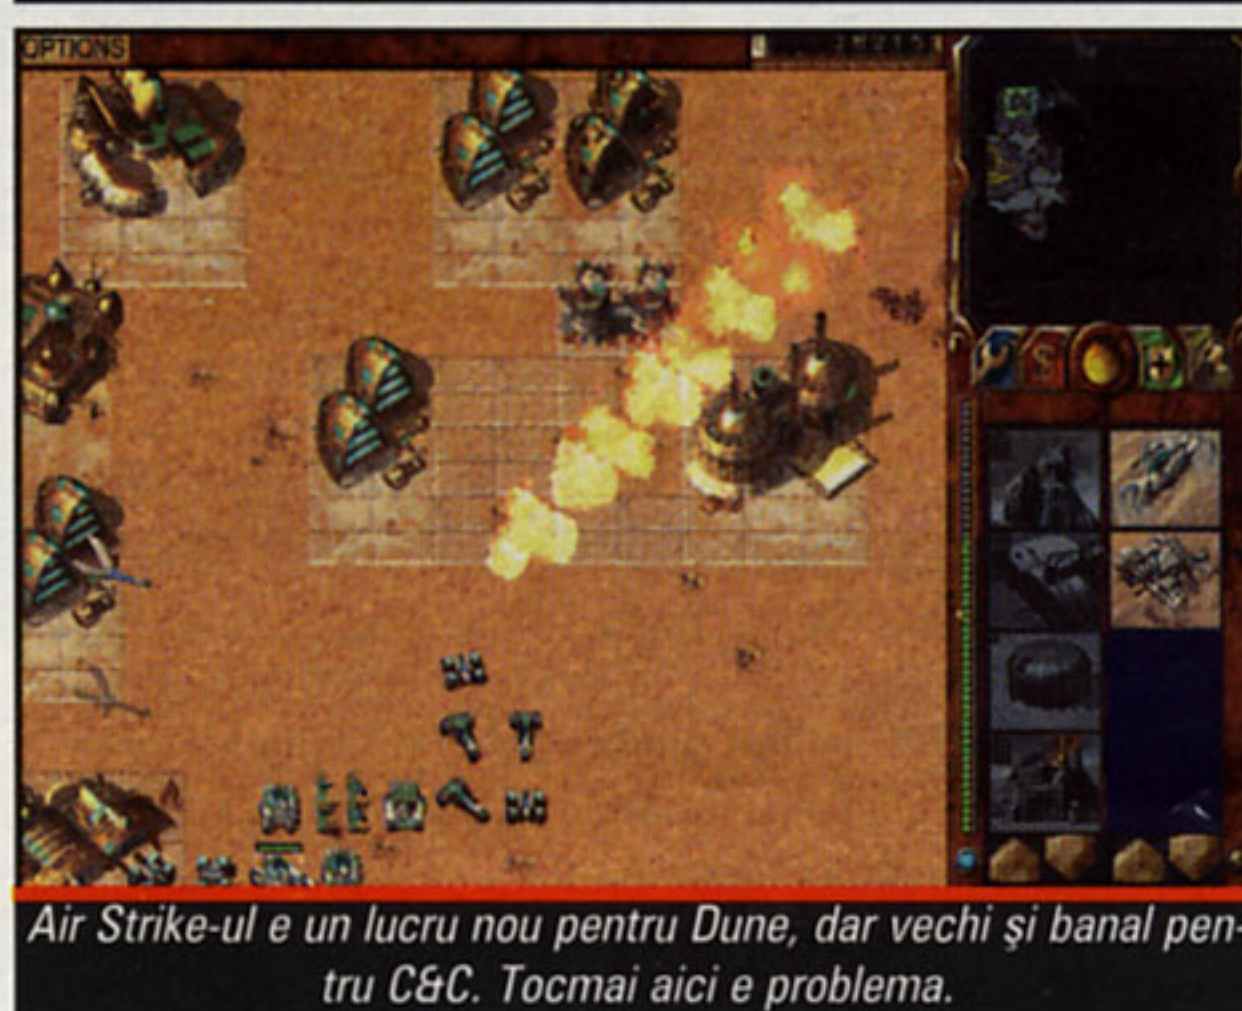 OPTIONS
Air Strike-ul e un lucru nou pentru Dune, dar vechi şi banal pen-
tru C&C. Tocmai aici e problema.